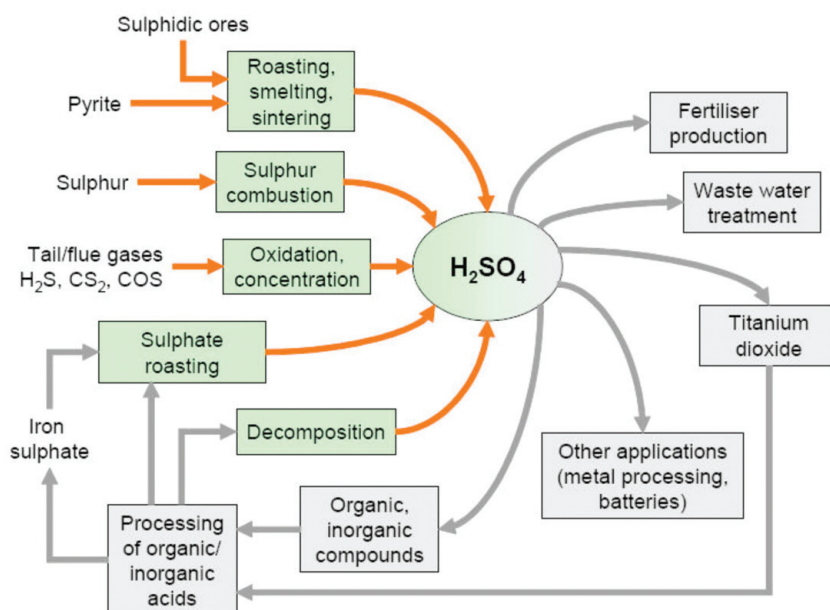 Sulphidic ores
Pyrite
Roasting,
smelting,
sintering
Sulphur
Sulphur
combustion
Tail/flue gases
H₂S, CS₂, COS
Oxidation,
concentration
Sulphate
roasting
Iron
sulphate
Decomposition
Processing
of organic/
inorganic
acids
Organic,
inorganic
compounds
H₂SO₄
Fertiliser
production
Waste water
treatment
Titanium
dioxide
Other applications
(metal processing,
batteries)